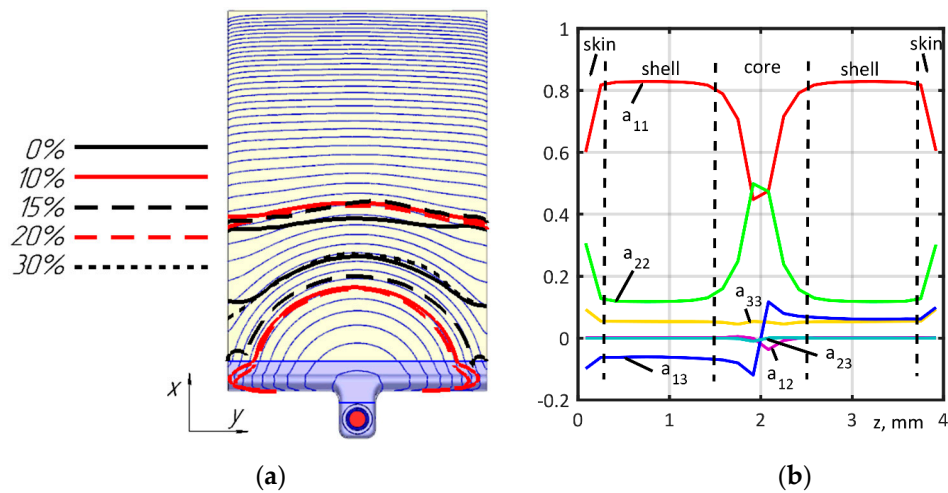 0%
10%
15%
20%
30%
x
y
(a)
1
0.8
0.6
0.4
0.2
0
-0.2
0
1
2
3
4
z, mm
skin
shell
core
shell
skin
a11
a22
a33
a23
a12
a13
(b)